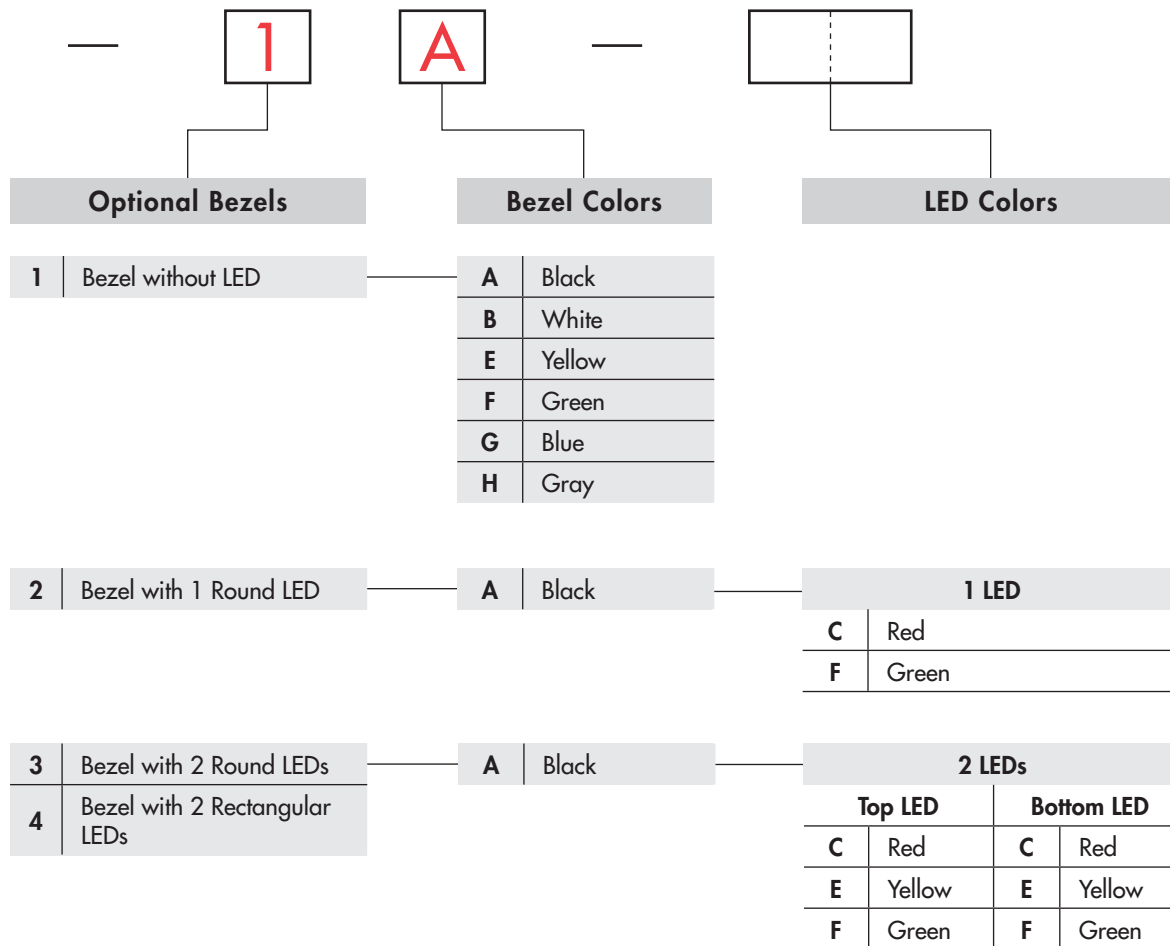 — 1 A —
Optional Bezels Bezel Colors LED Colors
1 Bezel without LED A Black
B White
E Yellow
F Green
G Blue
H Gray
2 Bezel with 1 Round LED A Black 1 LED
C Red
F Green
3 Bezel with 2 Round LEDs A Black 2 LEDs
4 Bezel with 2 Rectangular
LEDs
Top LED Bottom LED
C Red C Red
E Yellow E Yellow
F Green F Green